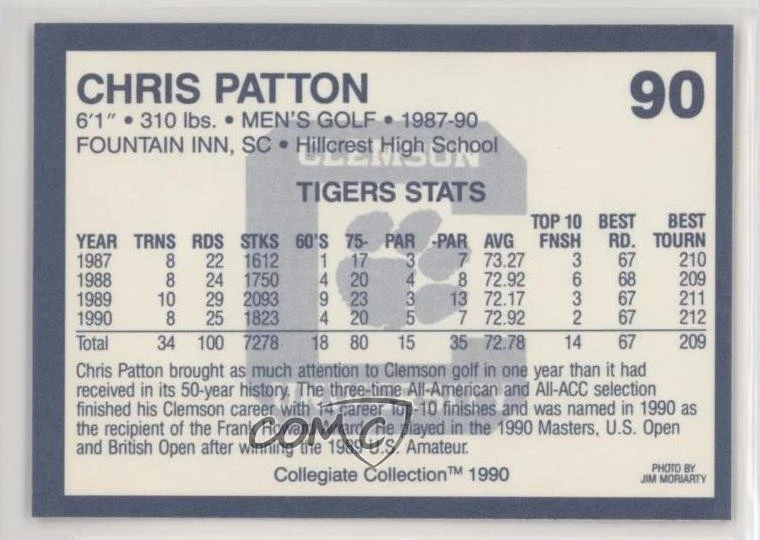 CHRIS PATTON 90
6'1" • 310 lbs. • MEN'S GOLF • 1987-90
FOUNTAIN INN, SC • Hillcrest High School
CLEMSON
TIGERS STATS
TOP 10 BEST BEST
YEAR TRNS RDS STKS 60'S 75- PAR -PAR AVG FNSH RD. TOURN
1987 8 22 1612 1 17 3 7 73.27 3 67 210
1988 8 24 1750 4 20 4 8 72.92 6 68 209
1989 10 29 2093 9 23 3 13 72.17 3 67 211
1990 8 25 1823 4 20 5 7 72.92 2 67 212
Total 34 100 7278 18 80 15 35 72.78 14 67 209
Chris Patton brought as much attention to Clemson golf in one year than it had
received in its 50-year history. The three-time All-American and All-ACC selection
finished his Clemson career with 14 career Top-10 finishes and was named in 1990 as
the recipient of the Frank Howard Award. He played in the 1990 Masters, U.S. Open
and British Open after winning the 1989 U.S. Amateur.
COMC
Collegiate Collection™ 1990
PHOTO BY
JIM MORIARTY